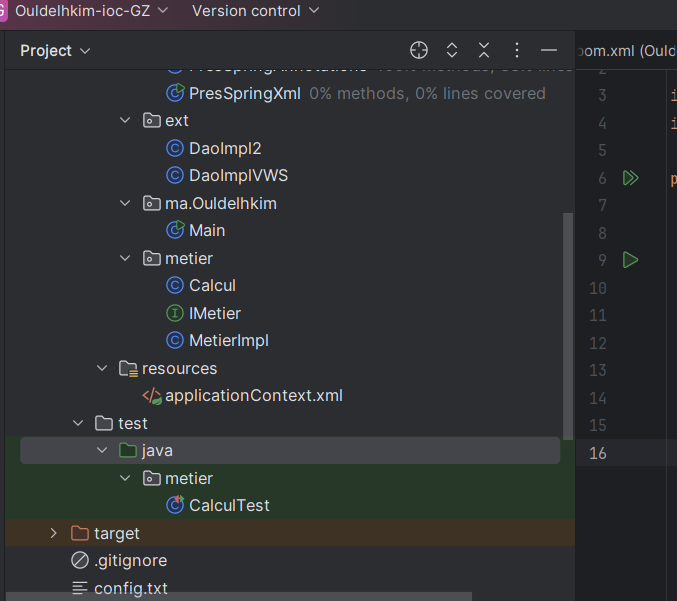 Ouldelhkim-ioc-GZ Version control
Project
pom.xml (Ould
PresSpringXml 0% methods, 0% lines covered
ext
DaoImpl2
DaoImplVWS
ma.Ouldelhkim
Main
metier
Calcul
IMetier
MetierImpl
resources
applicationContext.xml
test
java
metier
CalculTest
target
.gitignore
config.txt
3
4
5
6
7
8
9
10
11
12
13
14
15
16